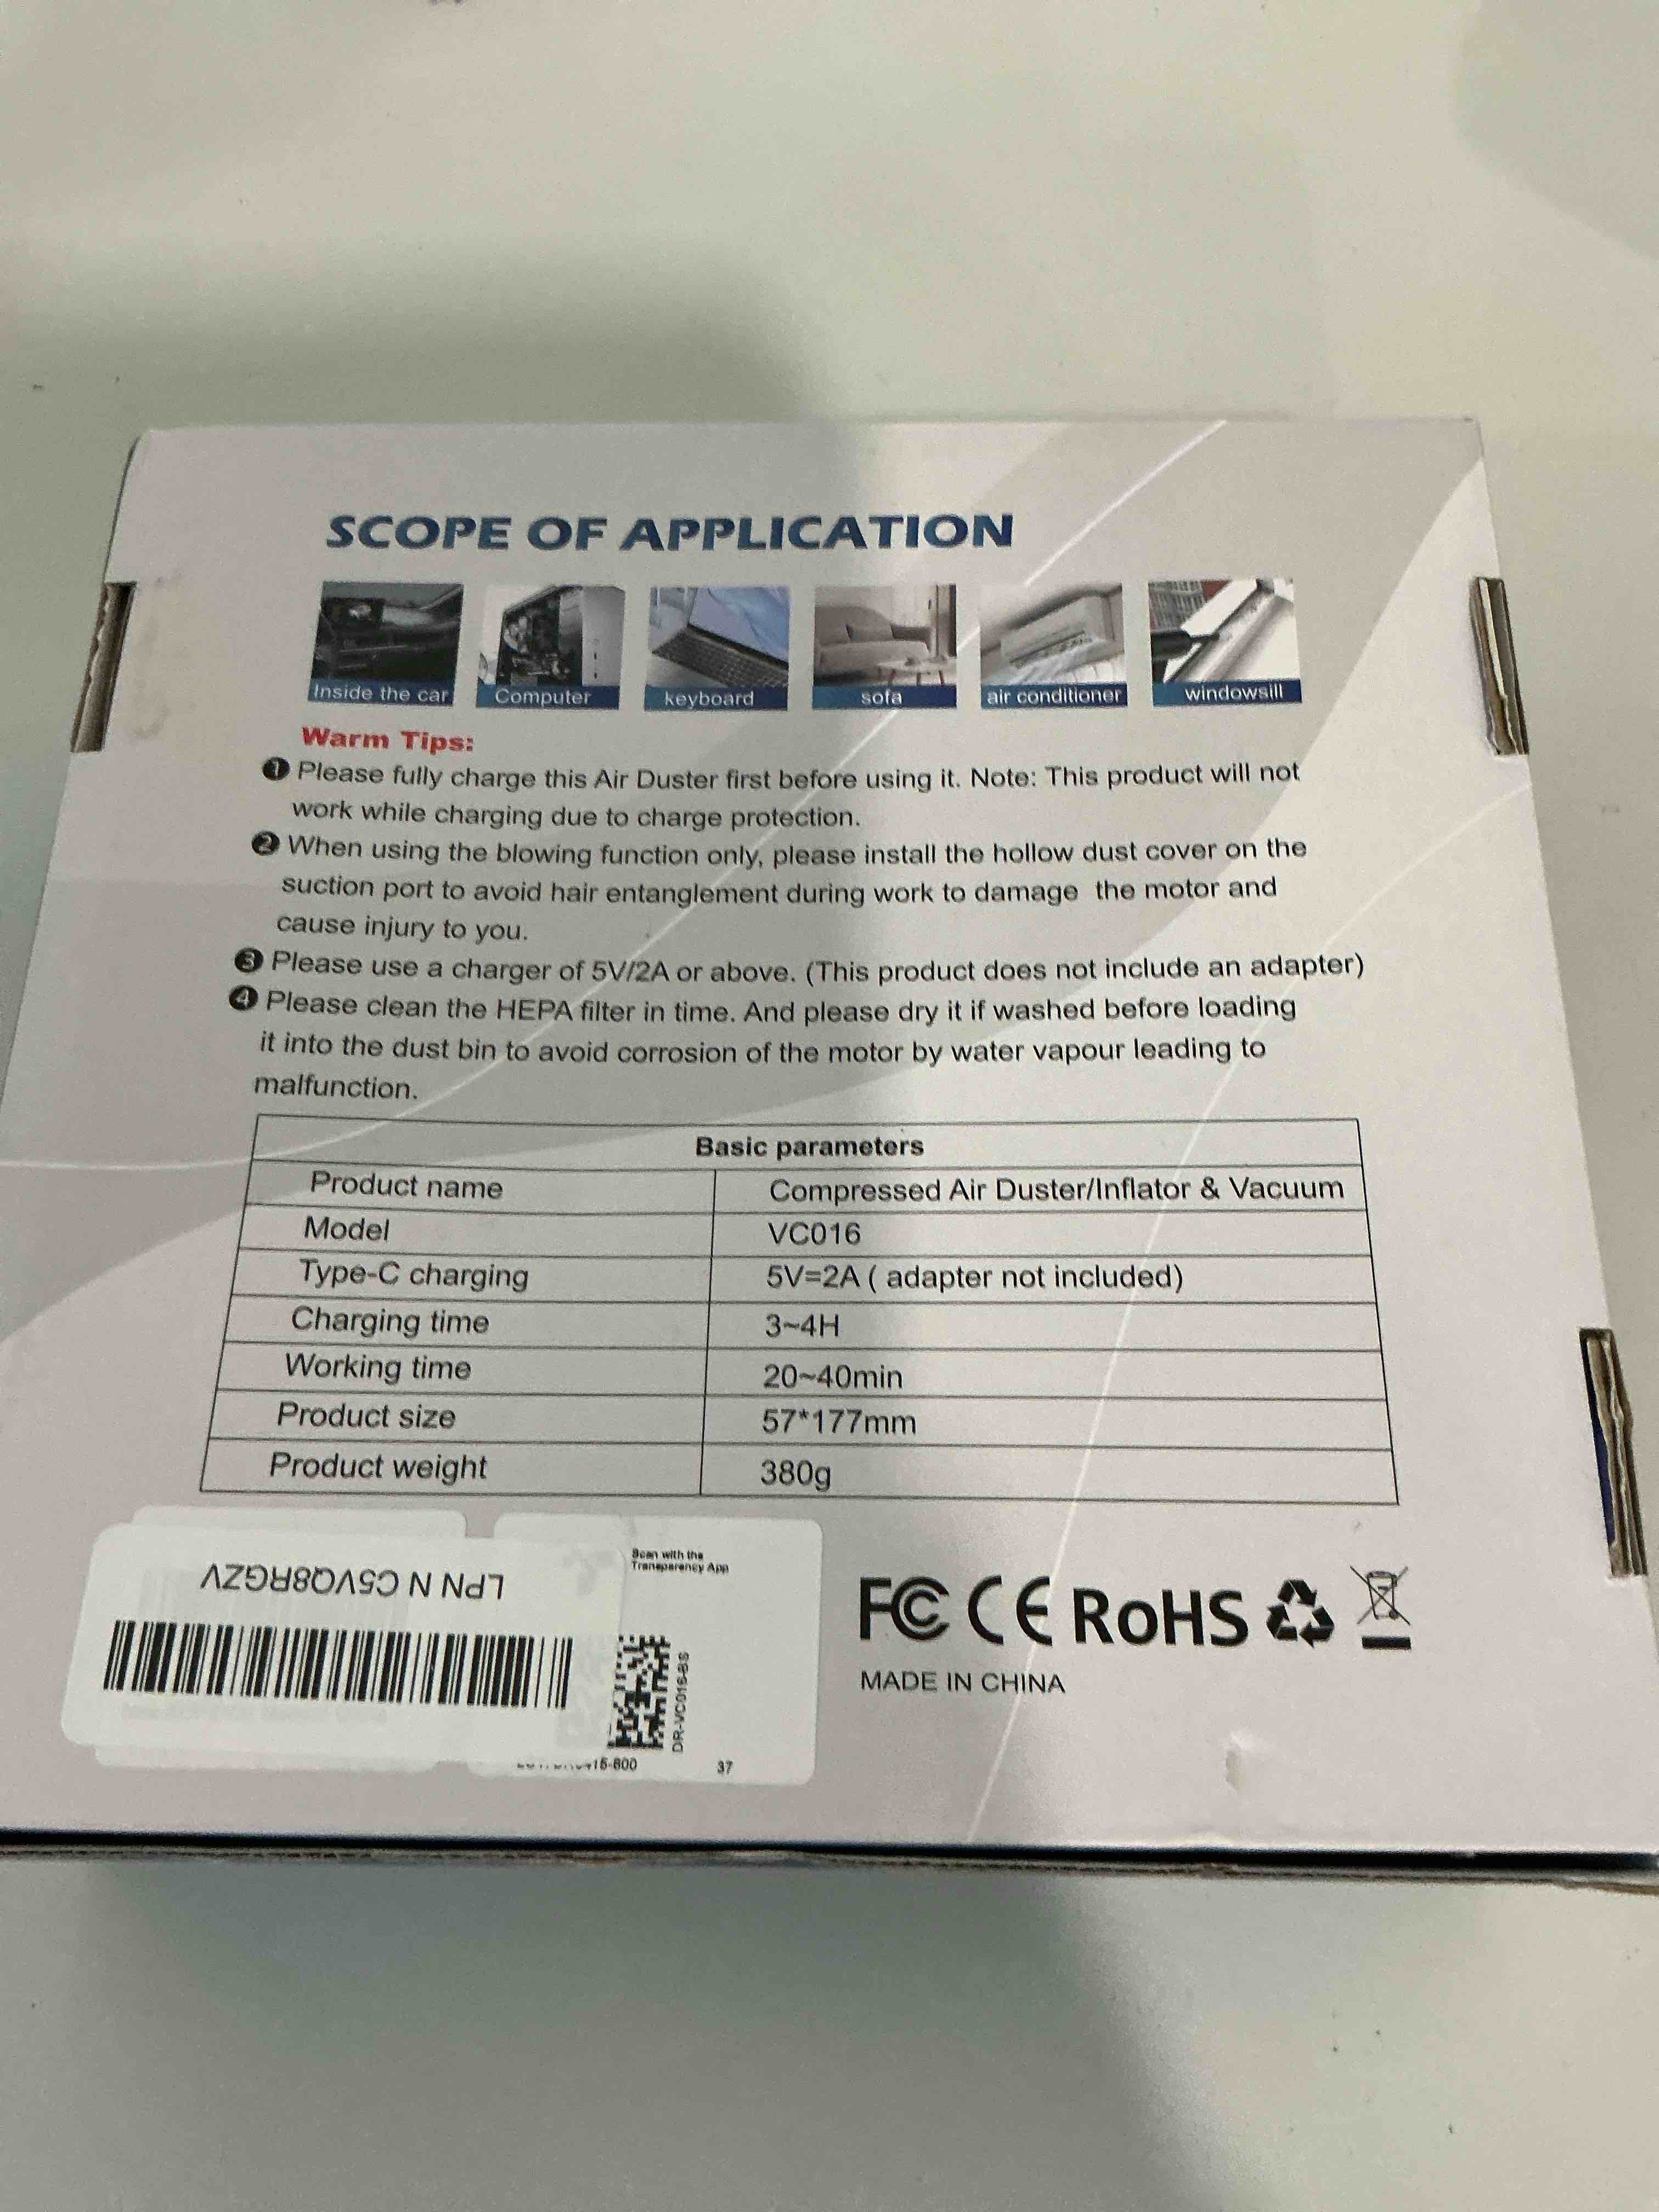 SCOPE OF APPLICATION
Inside the car
Computer
keyboard
sofa
air conditioner
windowsill
Warm Tips:
❶ Please fully charge this Air Duster first before using it. Note: This product will not
work while charging due to charge protection.
❷ When using the blowing function only, please install the hollow dust cover on the
suction port to avoid hair entanglement during work to damage the motor and
cause injury to you.
❸ Please use a charger of 5V/2A or above. (This product does not include an adapter)
❹ Please clean the HEPA filter in time. And please dry it if washed before loading
it into the dust bin to avoid corrosion of the motor by water vapour leading to
malfunction.
Basic parameters
Product name Compressed Air Duster/Inflator & Vacuum
Model VC016
Type-C charging 5V=2A ( adapter not included)
Charging time 3~4H
Working time 20~40min
Product size 57*177mm
Product weight 380g
LPN N C5VQ8RGZV
Scan with the
Transparency App
DR-VC016-BS
15-800
37
FC CE RoHS
MADE IN CHINA